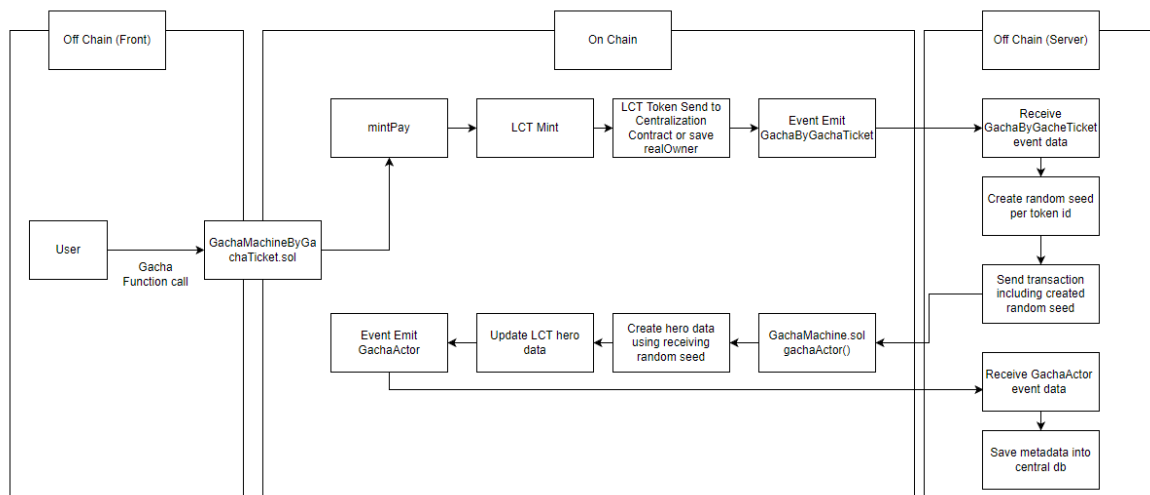 Off Chain (Front)
On Chain
Off Chain (Server)
mintPay
LCT Mint
LCT Token Send to
Centralization
Contract or save
realOwner
Event Emit
GachaByGachaTicket
Receive
GachaByGacheTicket
event data
Create random seed
per token id
User
Gacha
Function call
GachaMachineByGa
chaTicket.sol
Send transaction
including created
random seed
Event Emit
GachaActor
Update LCT hero
data
Create hero data
using receiving
random seed
GachaMachine.sol
gachaActor()
Receive GachaActor
event data
Save metadata into
central db